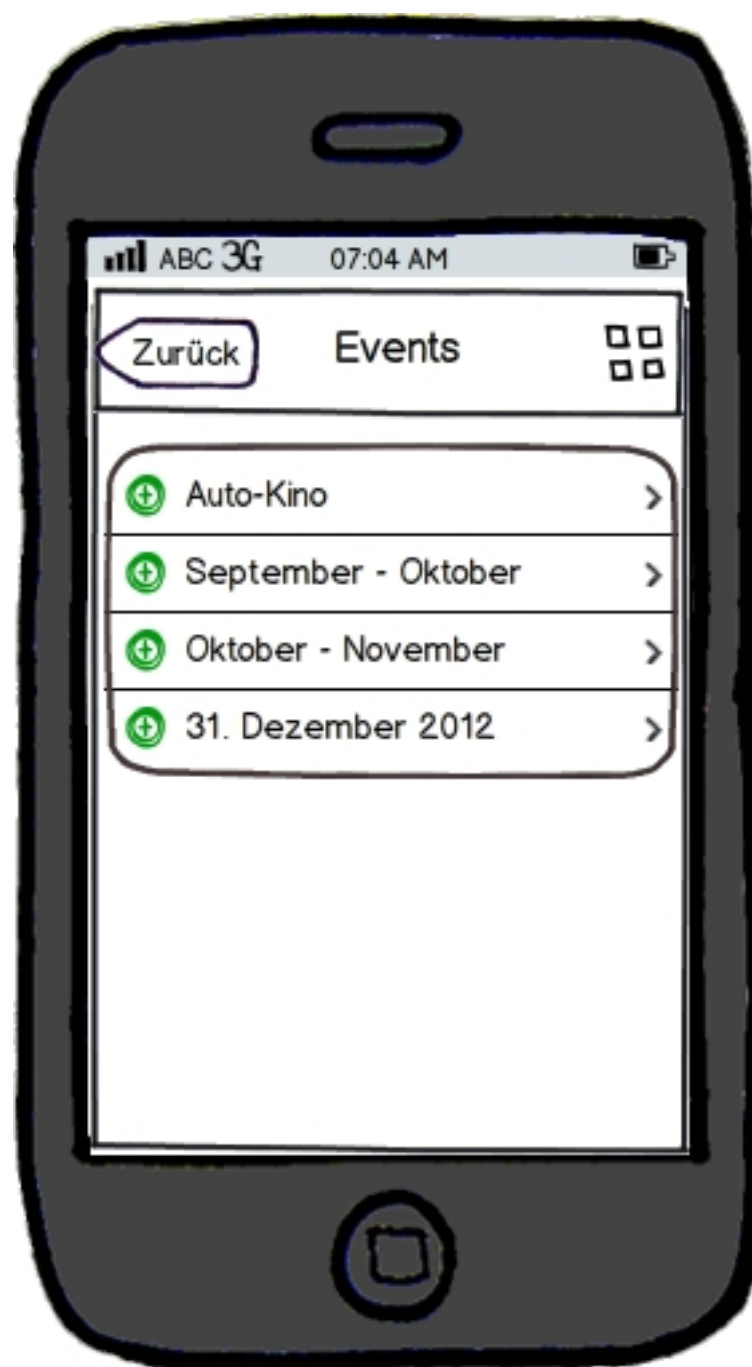 ABC 3G 07:04 AM
Zurück Events
Auto-Kino
September - Oktober
Oktober - November
31. Dezember 2012